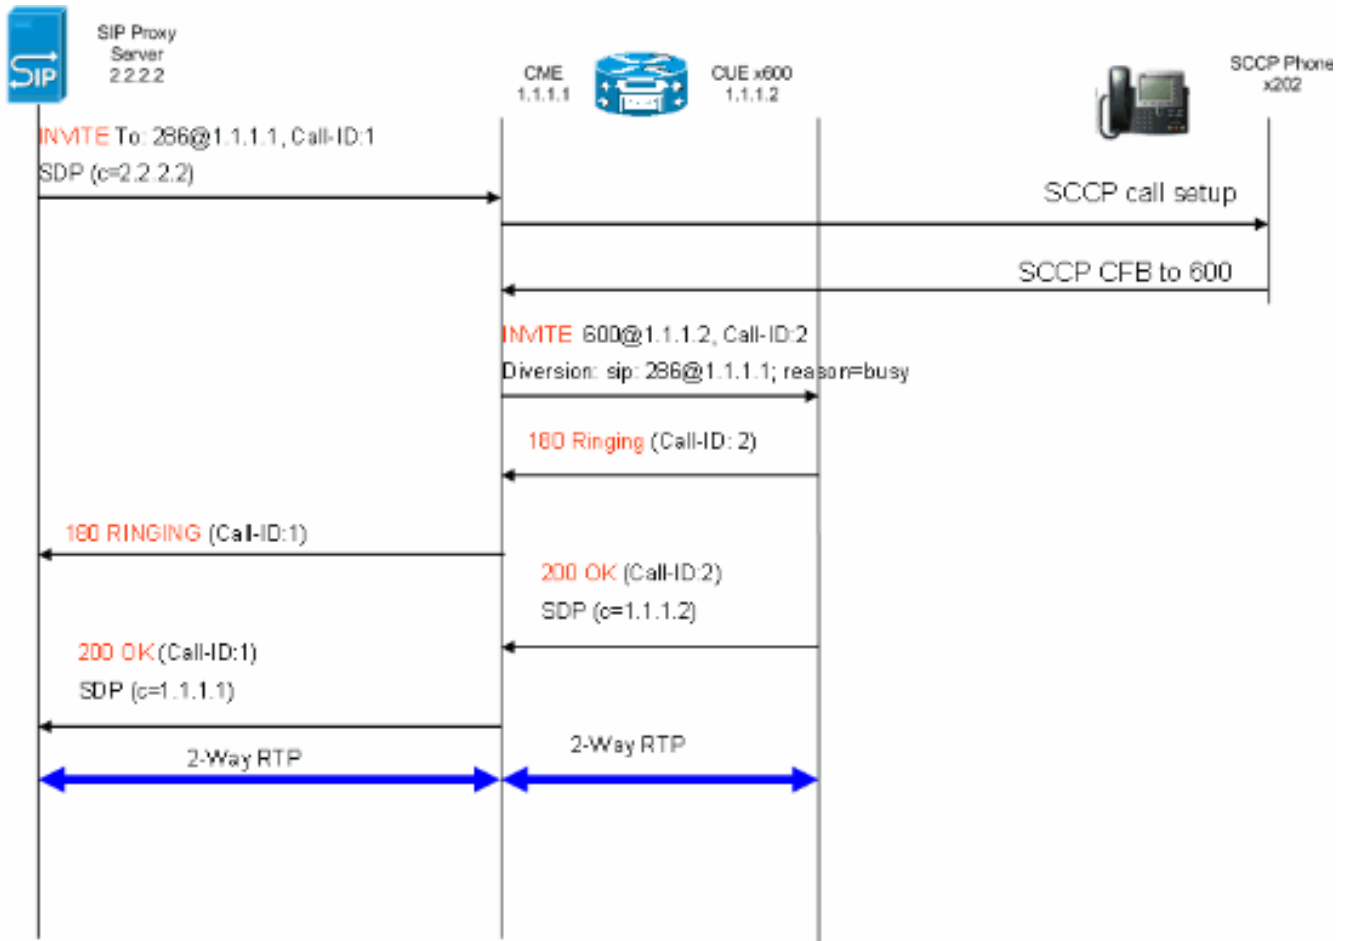 SIP Proxy
Server
2.2.2.2
SIP
CME
1.1.1.1
CUE x600
1.1.1.2
SCCP Phone
x202
INVITE To: 286@1.1.1.1, Call-ID:1
SDP (c=2.2.2.2)
SCCP call setup
SCCP CFB to 600
INVITE 600@1.1.1.2, Call-ID:2
Diversion: sip: 286@1.1.1.1; reason=busy
180 Ringing (Call-ID: 2)
180 RINGING (Call-ID:1)
200 OK (Call-ID:2)
SDP (c=1.1.1.2)
200 OK (Call-ID:1)
SDP (c=1.1.1.1)
2-Way RTP
2-Way RTP